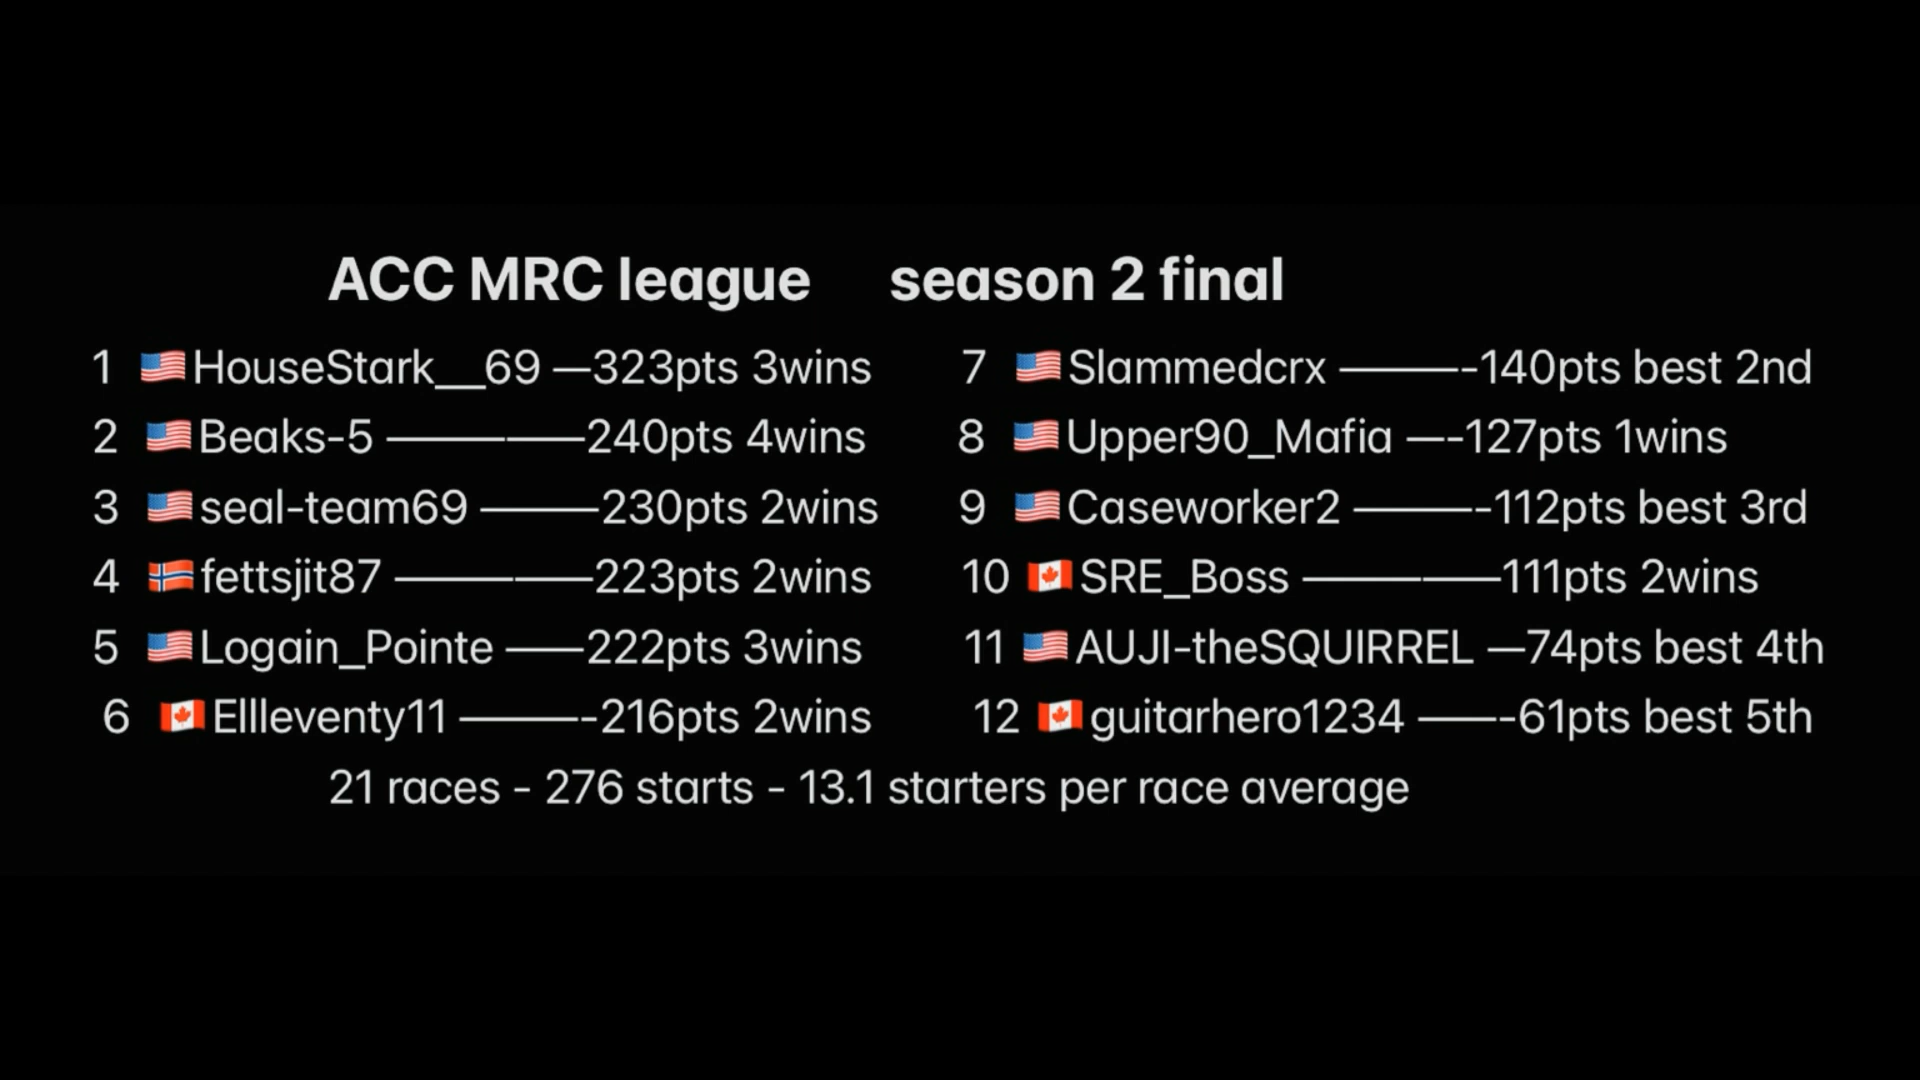 ACC MRC league season 2 final
1 🇺🇸HouseStark__69 —323pts 3wins
2 🇺🇸Beaks-5 —————240pts 4wins
3 🇺🇸seal-team69 ———230pts 2wins
4 🇳🇴fettsjit87 —————223pts 2wins
5 🇺🇸Logain_Pointe ——222pts 3wins
6 🇨🇦Ellleventy11 ———-216pts 2wins
7 🇺🇸Slammedcrx ———-140pts best 2nd
8 🇺🇸Upper90_Mafia —-127pts 1wins
9 🇺🇸Caseworker2 ———-112pts best 3rd
10 🇨🇦SRE_Boss —————111pts 2wins
11 🇺🇸AUJI-theSQUIRREL —74pts best 4th
12 🇨🇦guitarhero1234 ——-61pts best 5th
21 races - 276 starts - 13.1 starters per race average